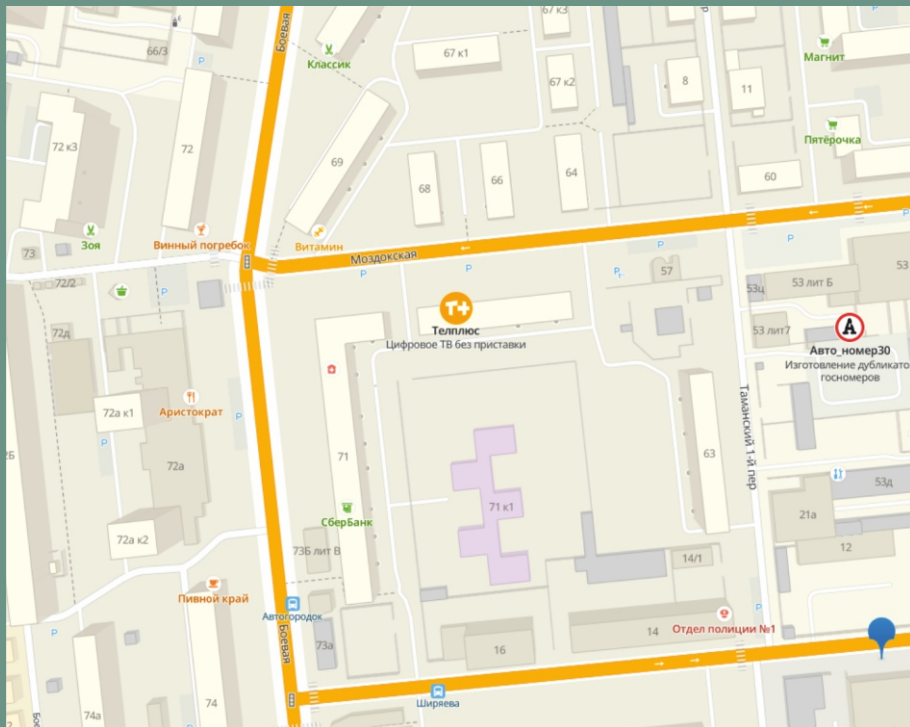 67 к3
Боевая
66/3
Классик
67 к1
67 к2
8
11
Магнит
72 к3
72
69
68
66
64
60
Пятёрочка
Зоя
Винный погребок
Витамин
Моздокская
73
72/2
57
53ц
53 лит Б
53
72д
Т+
Телплюс
Цифровое ТВ без приставки
53 лит7
А
Авто_номер30
Изготовление дубликато
госномеров
72а к1
Аристократ
72а
71
63
Таманский 1-й пер
СберБанк
71 к1
53д
21а
12
72а к2
73Б лит В
14/1
Пивной край
Автогородок
Отдел полиции №1
14
16
73а
Боевая
74
74а
Ширяева